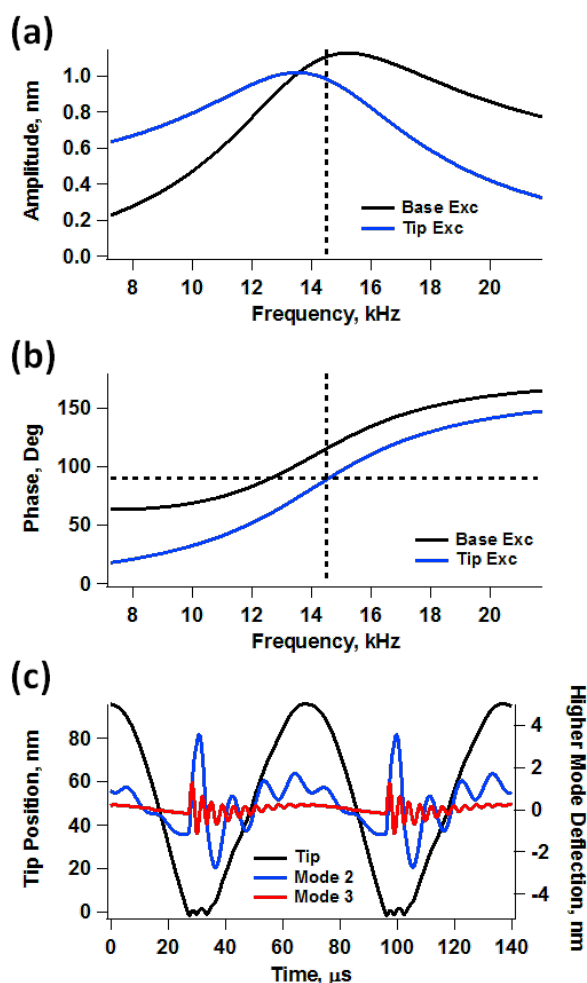 (a)
Amplitude, nm
1.0
0.8
0.6
0.4
0.2
0.0
Base Exc
Tip Exc
8 10 12 14 16 18 20
Frequency, kHz
(b)
Phase, Deg
150
100
50
0
Base Exc
Tip Exc
8 10 12 14 16 18 20
Frequency, kHz
(c)
Tip Position, nm
80
60
40
20
0
Tip
Mode 2
Mode 3
4
2
0
-2
-4
Higher Mode Deflection, nm
0 20 40 60 80 100 120 140
Time, μs